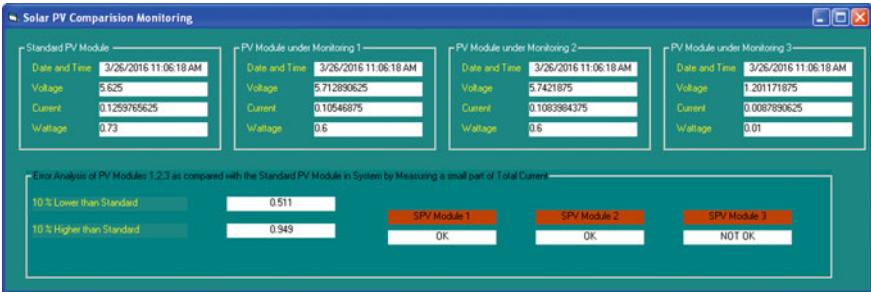 Solar PV Comparision Monitoring
Standard PV Module
Date and Time 3/26/2016 11:06:18 AM
Voltage 5.625
Current 0.1259765625
Wattage 0.73
PV Module under Monitoring 1
Date and Time 3/26/2016 11:06:18 AM
Voltage 5.712890625
Current 0.10546875
Wattage 0.6
PV Module under Monitoring 2
Date and Time 3/26/2016 11:06:18 AM
Voltage 5.7421875
Current 0.1083984375
Wattage 0.6
PV Module under Monitoring 3
Date and Time 3/26/2016 11:06:18 AM
Voltage 1.201171875
Current 0.0087890625
Wattage 0.01
Error Analysis of PV Modules 1,2,3 as compared with the Standard PV Module in System by Measuring a small part of Total Current
10 % Lower than Standard 0.511
10 % Higher than Standard 0.949
SPV Module 1
OK
SPV Module 2
OK
SPV Module 3
NOT OK